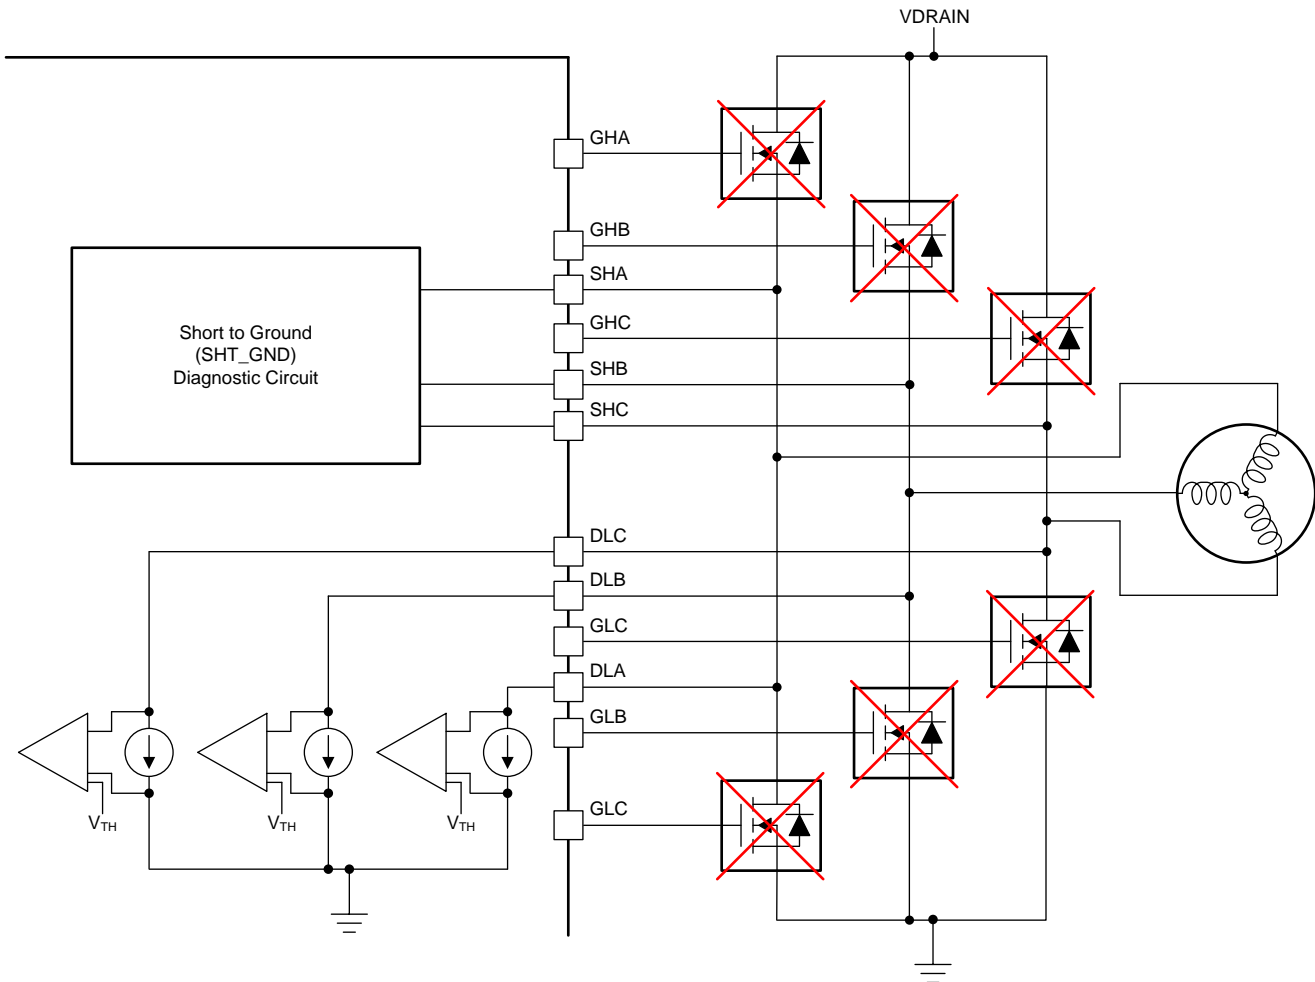 VDRAIN
GHA
GHB
SHA
GHC
SHB
SHC
Short to Ground
(SHT_GND)
Diagnostic Circuit
DLC
DLB
GLC
DLA
GLB
GLC
VTH
VTH
VTH